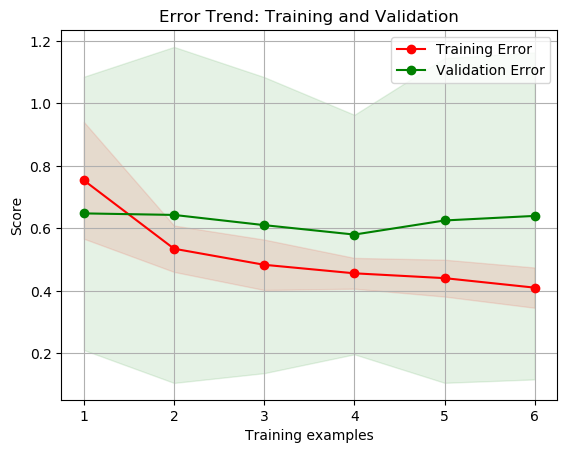 Error Trend: Training and Validation
Training Error
Validation Error
Score
1.2
1.0
0.8
0.6
0.4
0.2
1 2 3 4 5 6
Training examples